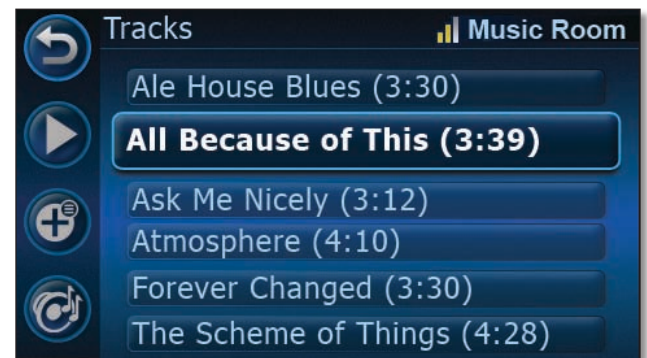 Tracks
Music Room
Ale House Blues (3:30)
All Because of This (3:39)
Ask Me Nicely (3:12)
Atmosphere (4:10)
Forever Changed (3:30)
The Scheme of Things (4:28)